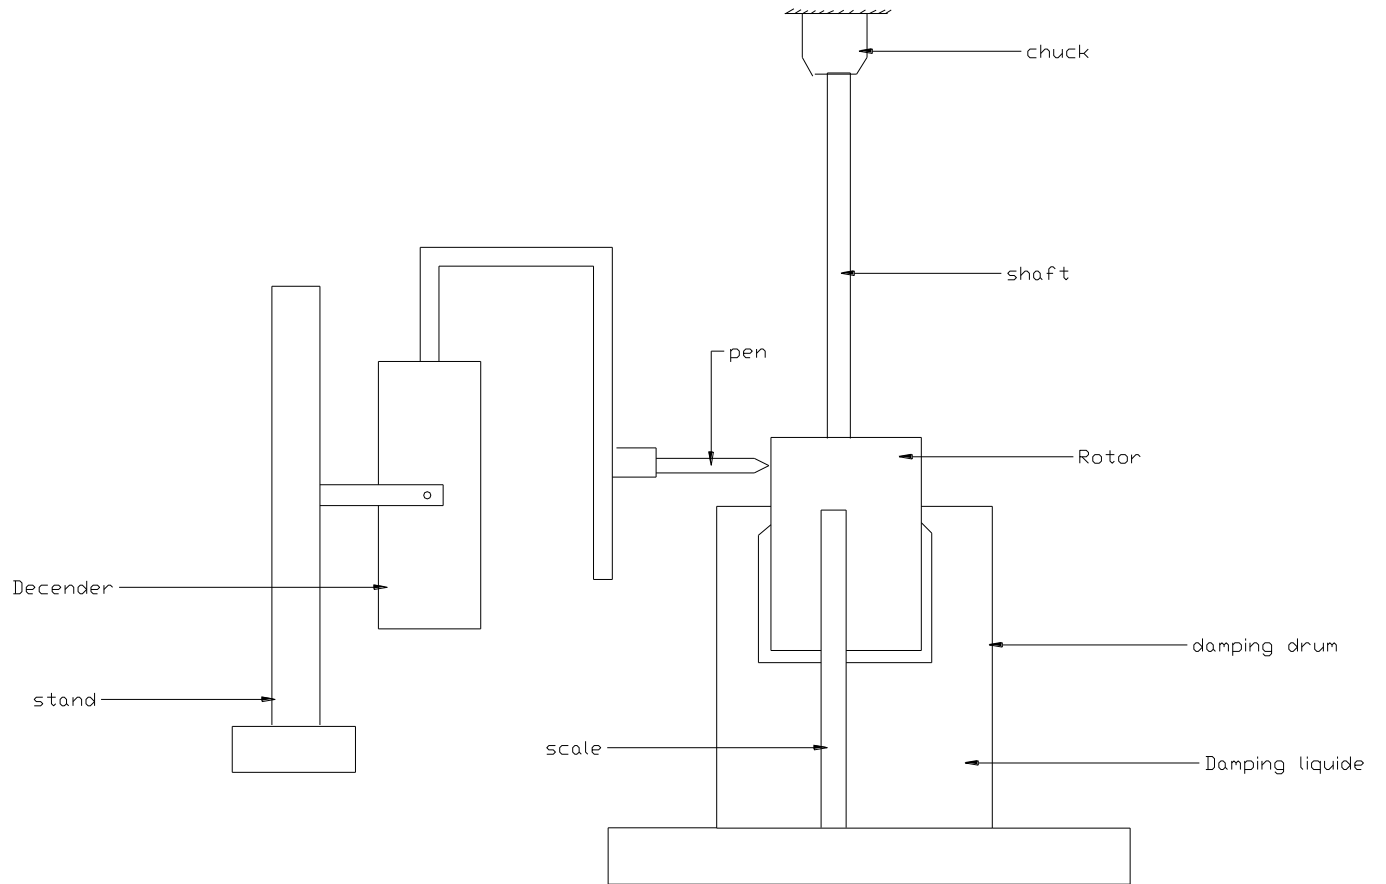 chuck
shaft
pen
Rotor
Decender
damping drum
stand
scale
Damping liquide